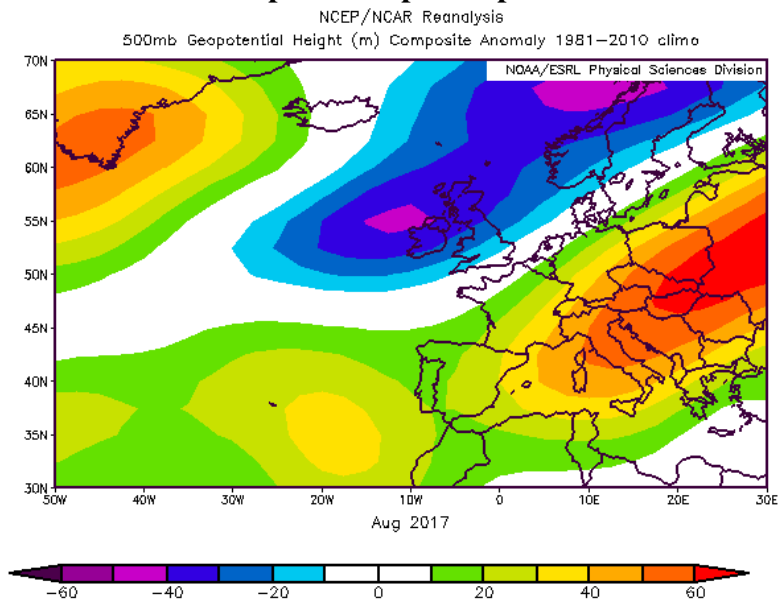 NCEP/NCAR Reanalysis
500mb Geopotential Height (m) Composite Anomaly 1981-2010 climo
NOAA/ESRL Physical Sciences Division
70N
65N
60N
55N
50N
45N
40N
35N
30N
50W 40W 30W 20W 10W 0 10E 20E 30E
Aug 2017
-60 -40 -20 0 20 40 60